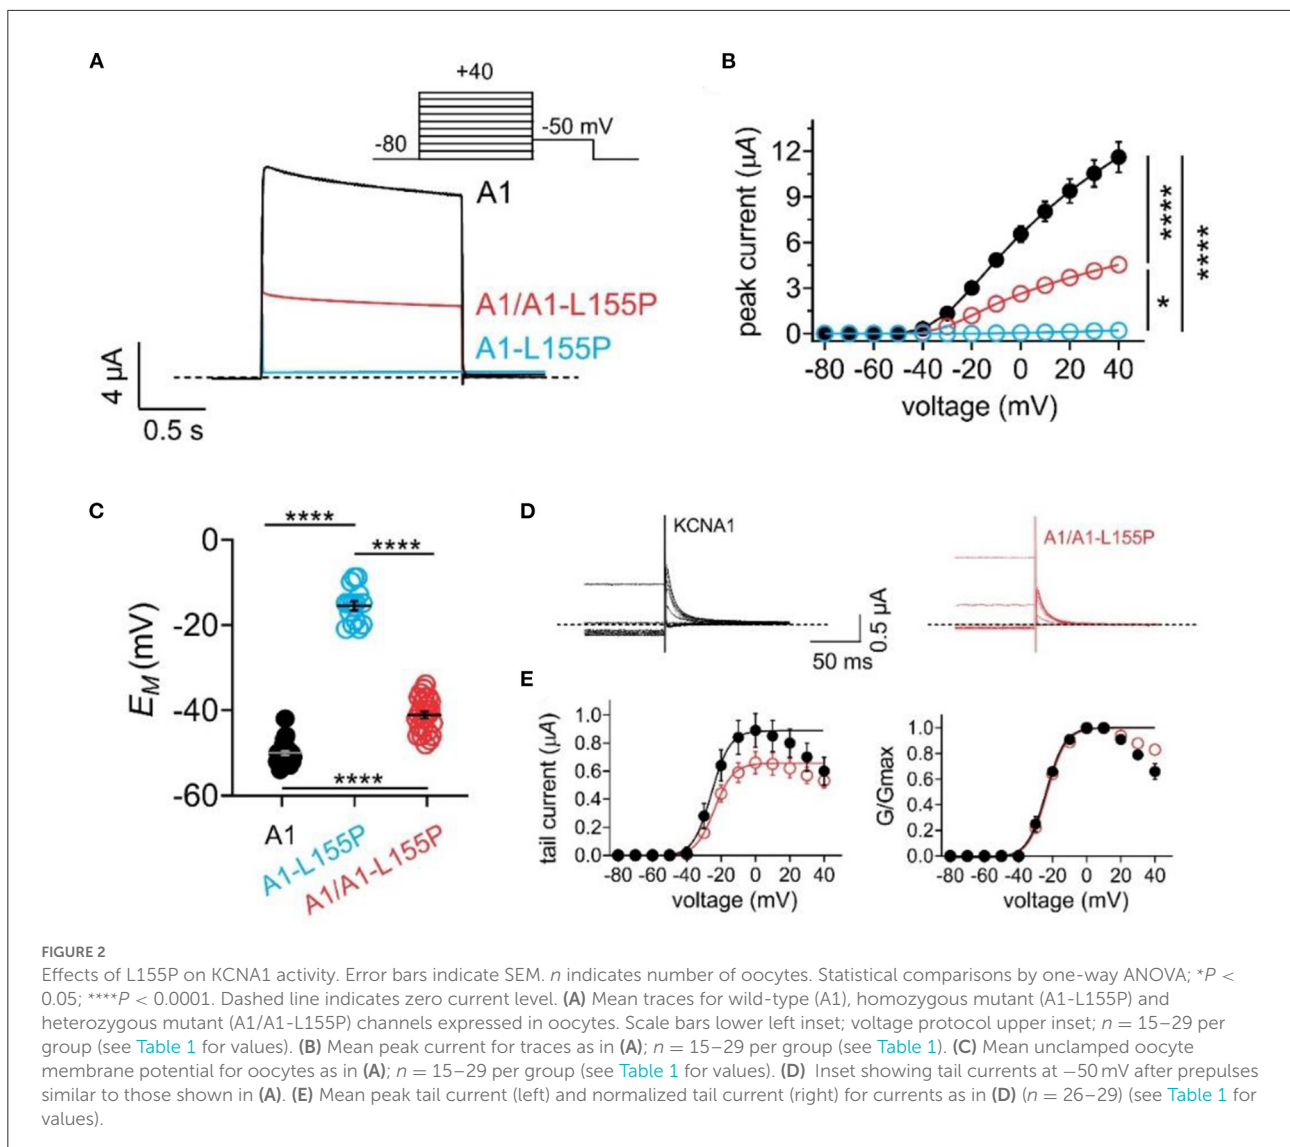 A
+40
-80
-50 mV
A1
A1/A1-L155P
A1-L155P
4 µA
0.5 s
B
peak current (µA)
12
9
6
3
0
-80 -60 -40 -20 0 20 40
voltage (mV)
****
*
****
C
****
****
****
E_M (mV)
0
-20
-40
-60
A1
A1-L155P
A1/A1-L155P
D
KCNA1
0.5 µA
50 ms
A1/A1-L155P
E
tail current (µA)
1.0
0.8
0.6
0.4
0.2
0.0
-80 -60 -40 -20 0 20 40
voltage (mV)
G/Gmax
1.0
0.8
0.6
0.4
0.2
0.0
-80 -60 -40 -20 0 20 40
voltage (mV)
FIGURE 2
Effects of L155P on KCNA1 activity. Error bars indicate SEM. n indicates number of oocytes. Statistical comparisons by one-way ANOVA; *P <
0.05; ****P < 0.0001. Dashed line indicates zero current level. (A) Mean traces for wild-type (A1), homozygous mutant (A1-L155P) and
heterozygous mutant (A1/A1-L155P) channels expressed in oocytes. Scale bars lower left inset; voltage protocol upper inset; n = 15–29 per
group (see Table 1 for values). (B) Mean peak current for traces as in (A); n = 15–29 per group (see Table 1). (C) Mean unclamped oocyte
membrane potential for oocytes as in (A); n = 15–29 per group (see Table 1 for values). (D) Inset showing tail currents at −50 mV after prepulses
similar to those shown in (A). (E) Mean peak tail current (left) and normalized tail current (right) for currents as in (D) (n = 26–29) (see Table 1 for
values).